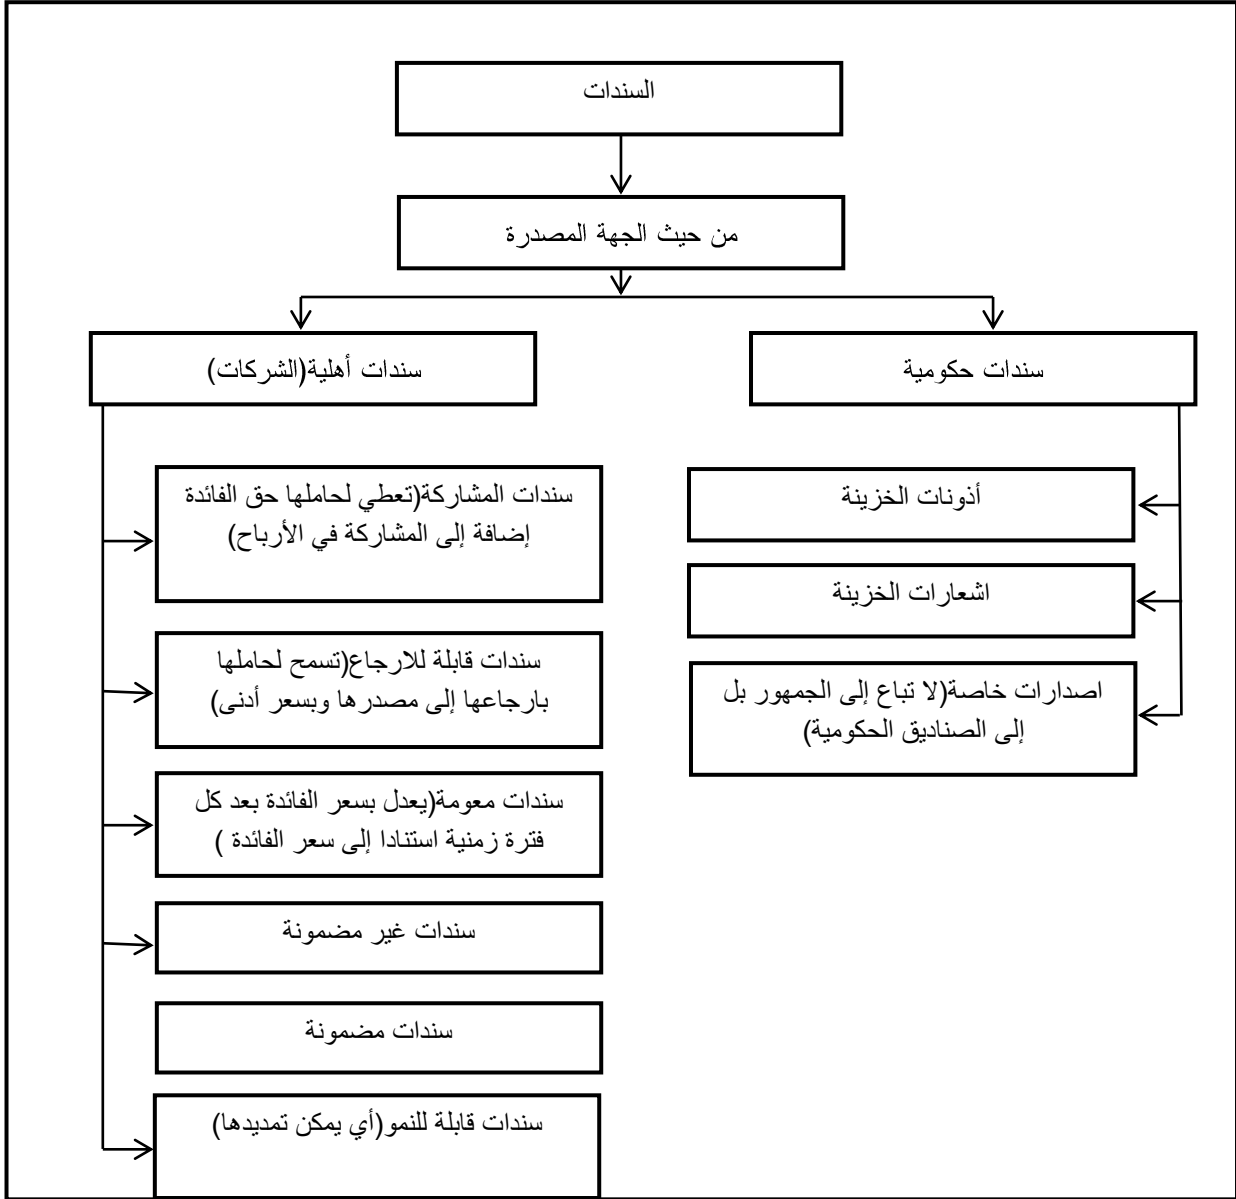 السندات
من حيث الجهة المصدرة
سندات حكومية
سندات أهلية(الشركات)
أذونات الخزينة
اشعارات الخزينة
اصدارات خاصة(لا تباع إلى الجمهور بل
إلى الصناديق الحكومية)
سندات المشاركة(تعطي لحاملها حق الفائدة
إضافة إلى المشاركة في الأرباح)
سندات قابلة للارجاع(تسمح لحاملها
بارجاعها إلى مصدرها وبسعر أدنى)
سندات معومة(يعدل بسعر الفائدة بعد كل
فترة زمنية استنادا إلى سعر الفائدة )
سندات غير مضمونة
سندات مضمونة
سندات قابلة للنمو(أي يمكن تمديدها)